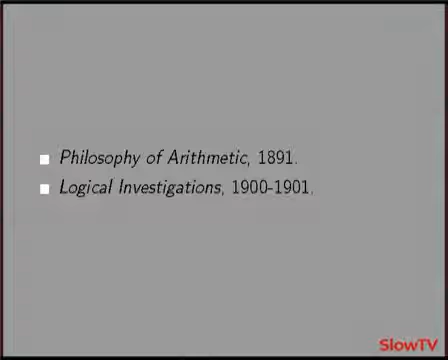 Philosophy of Arithmetic, 1891.
Logical Investigations, 1900-1901.
SlowTV